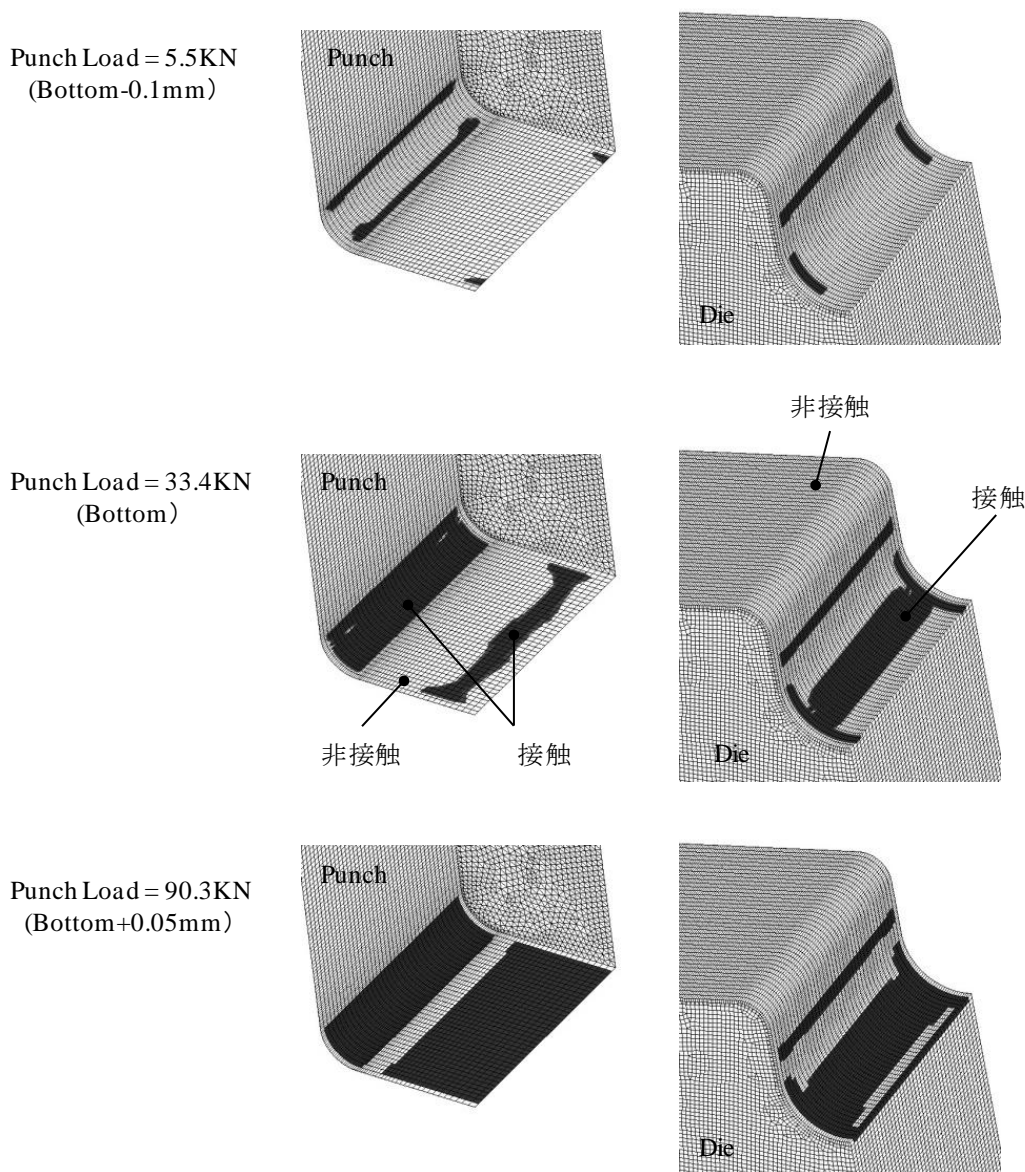 Punch Load = 5.5KN
(Bottom-0.1mm）
Punch
Die
非接触
Punch Load = 33.4KN
(Bottom）
Punch
接触
Die
非接触
接触
Punch Load = 90.3KN
(Bottom+0.05mm）
Punch
Die